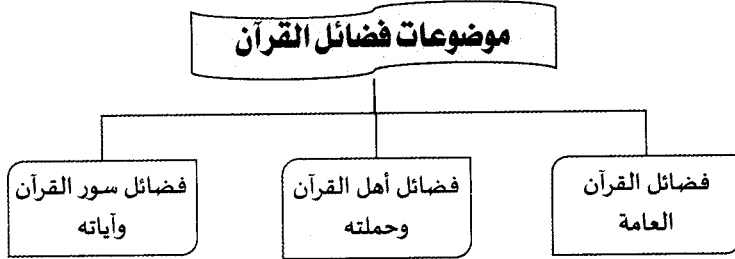 موضوعات فضائل القرآن
فضائل القرآن
العامة
فضائل أهل القرآن
وحملته
فضائل سور القرآن
وآياته